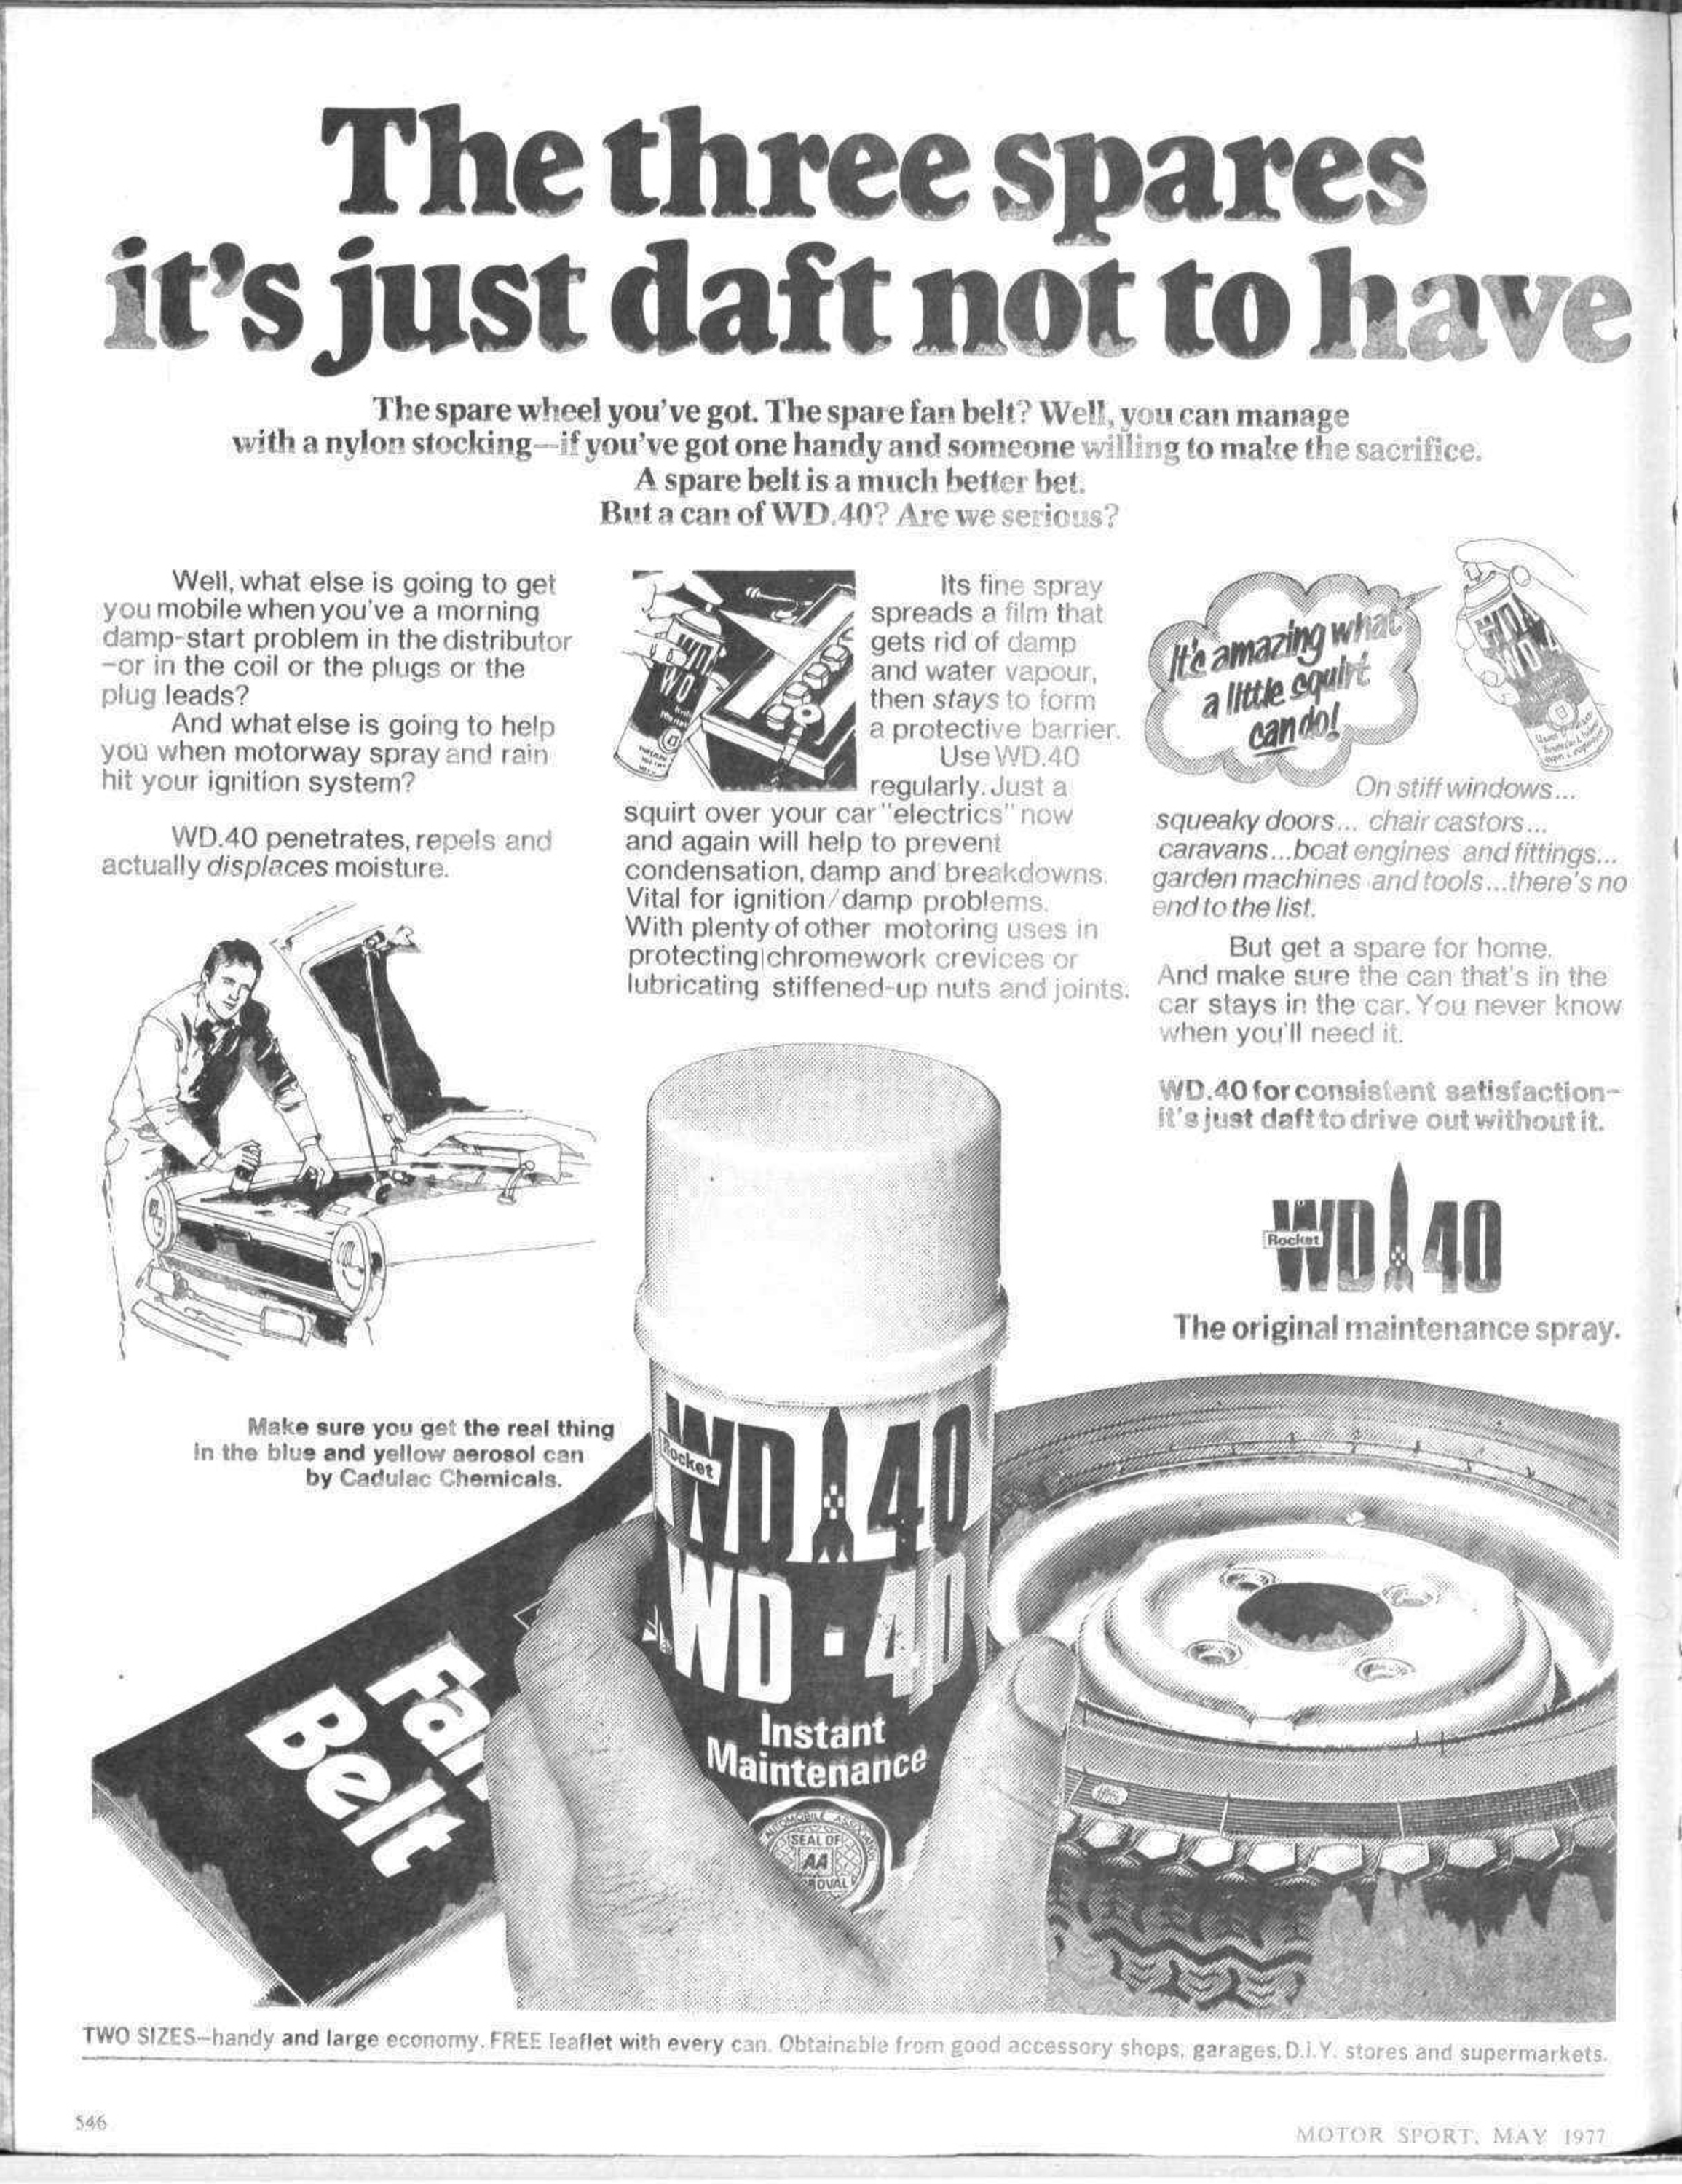 The three spares
it's just daft not to have
The spare wheel you've got. The spare fan belt? Well, you can manage
with a nylon stocking—if you've got one handy and someone willing to make the sacrifice.
A spare belt is a much better bet.
But a can of WD.40? Are we serious?
Well, what else is going to get
you mobile when you've a morning
damp-start problem in the distributor
–or in the coil or the plugs or the
plug leads?
And what else is going to help
you when motorway spray and rain
hit your ignition system?
WD.40 penetrates, repels and
actually displaces moisture.
Its fine spray
spreads a film that
gets rid of damp
and water vapour,
then stays to form
a protective barrier.
Use WD.40
regularly. Just a
squirt over your car "electrics" now
and again will help to prevent
condensation, damp and breakdowns.
Vital for ignition/damp problems.
With plenty of other motoring uses in
protecting chromework crevices or
lubricating stiffened-up nuts and joints.
It's amazing what
a little squirt
can do!
On stiff windows...
squeaky doors... chair castors...
caravans...boat engines and fittings...
garden machines and tools...there's no
end to the list.
But get a spare for home.
And make sure the can that's in the
car stays in the car. You never know
when you'll need it.
WD.40 for consistent satisfaction–
it's just daft to drive out without it.
WD 40
Rocket
The original maintenance spray.
Make sure you get the real thing
in the blue and yellow aerosol can
by Cadulac Chemicals.
WD 40
Rocket
WD·40
Instant
Maintenance
AUTOMOBILE ASSOCIATION
SEAL OF
AA
Fan
Belt
TWO SIZES–handy and large economy. FREE leaflet with every can. Obtainable from good accessory shops, garages, D.I.Y. stores and supermarkets.
546
MOTOR SPORT, MAY 1977